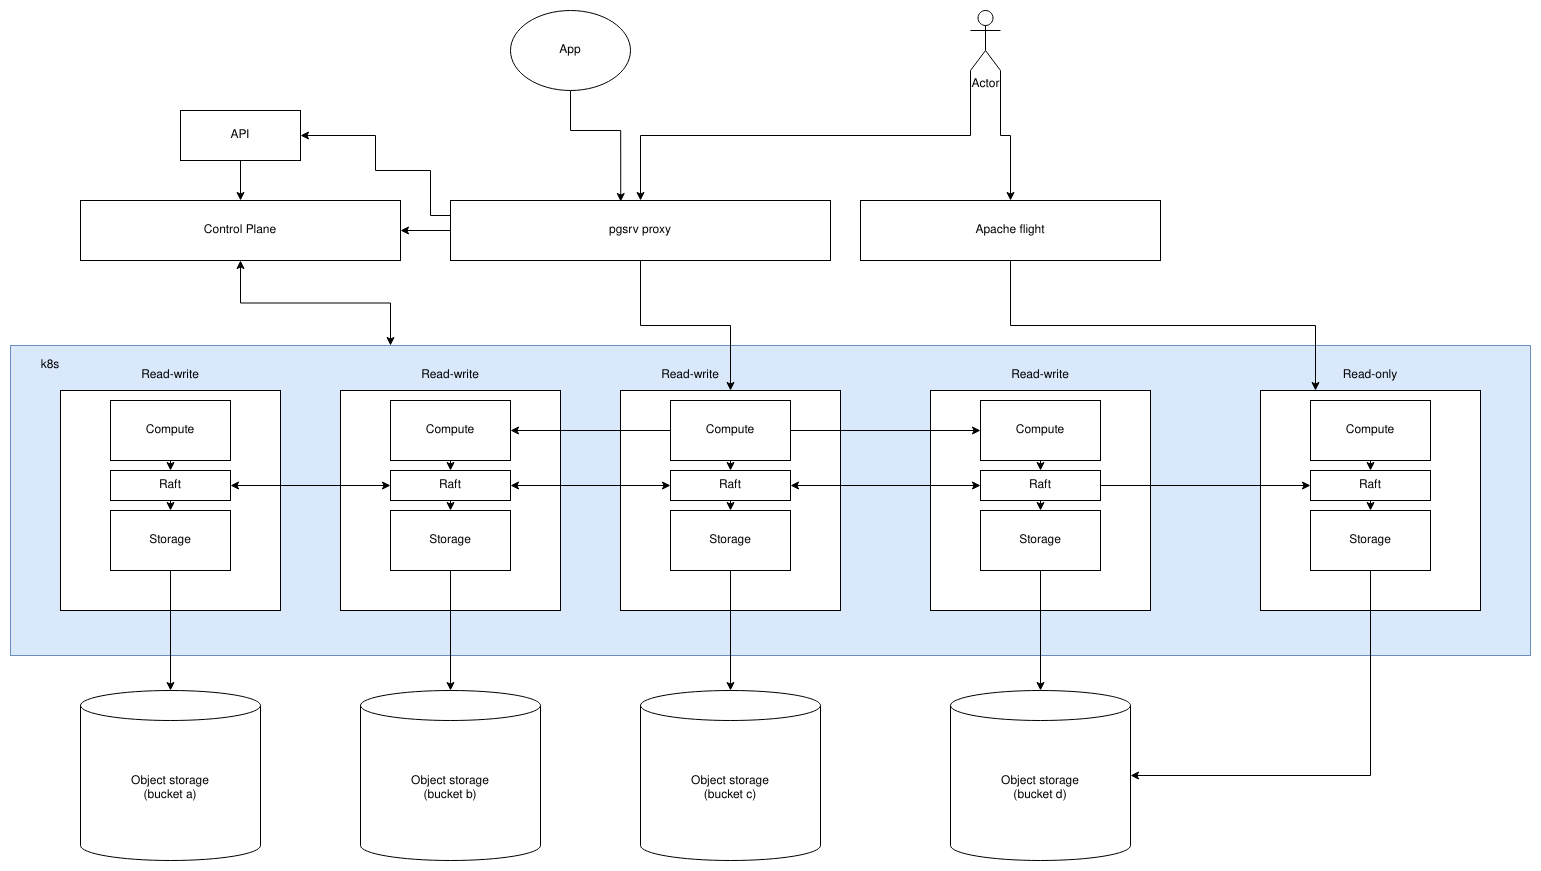 App
Actor
API
Control Plane
pgsrv proxy
Apache flight
k8s
Read-write
Read-write
Read-write
Read-write
Read-only
Compute
Compute
Compute
Compute
Compute
Raft
Raft
Raft
Raft
Raft
Storage
Storage
Storage
Storage
Storage
Object storage
(bucket a)
Object storage
(bucket b)
Object storage
(bucket c)
Object storage
(bucket d)